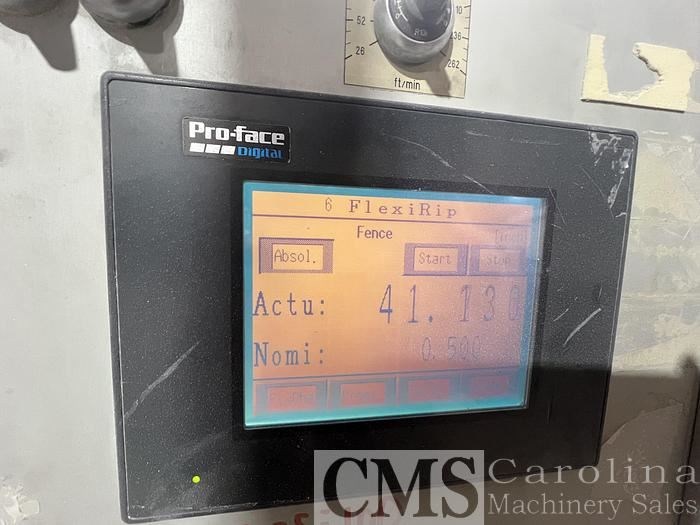 52 10
26 236
262
ft/min
Pro-face
Digital
6 FlexiRip
Fence
Absol. Start Stop
Actu: 41.130
Nomi: 0.500
CMS Carolina
Machinery Sales